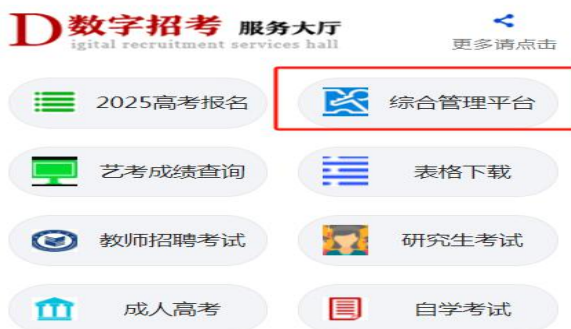 D数字招考 服务大厅
igital recruitment services hall
更多请点击
2025高考报名
综合管理平台
艺考成绩查询
表格下载
教师招聘考试
研究生考试
成人高考
自学考试